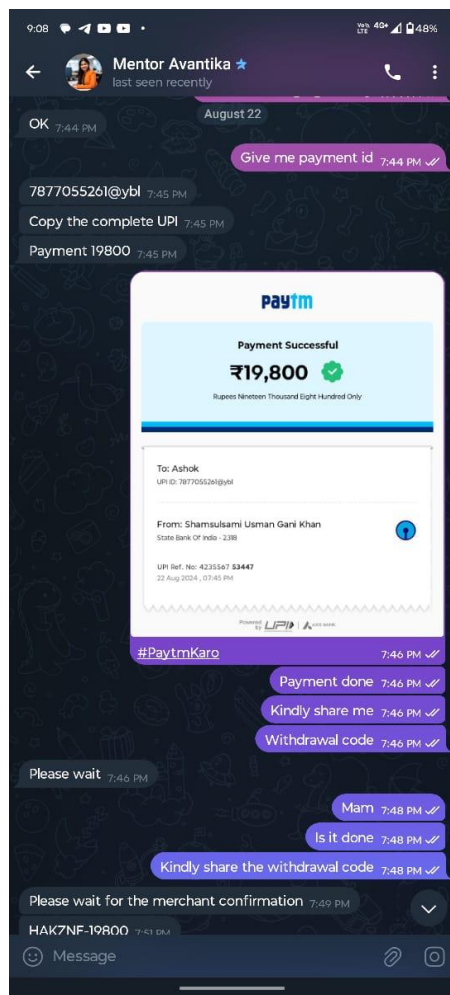 9:08
Vo))
LTE
4G+
48%
Mentor Avantika
last seen recently
August 22
OK 7:44 PM
Give me payment id 7:44 PM
7877055261@ybl 7:45 PM
Copy the complete UPI 7:45 PM
Payment 19800 7:45 PM
paytm
Payment Successful
₹19,800
Rupees Nineteen Thousand Eight Hundred Only
To: Ashok
UPI ID: 7877055261@ybl
From: Shamsulsami Usman Gani Khan
State Bank Of India - 2318
UPI Ref. No: 4235567 53447
22 Aug 2024 , 07:45 PM
Powered by UPI AXIS BANK
#PaytmKaro 7:46 PM
Payment done 7:46 PM
Kindly share me 7:46 PM
Withdrawal code 7:46 PM
Please wait 7:46 PM
Mam 7:48 PM
Is it done 7:48 PM
Kindly share the withdrawal code 7:48 PM
Please wait for the merchant confirmation 7:49 PM
HAKZNE-19800 7:51 PM
Message